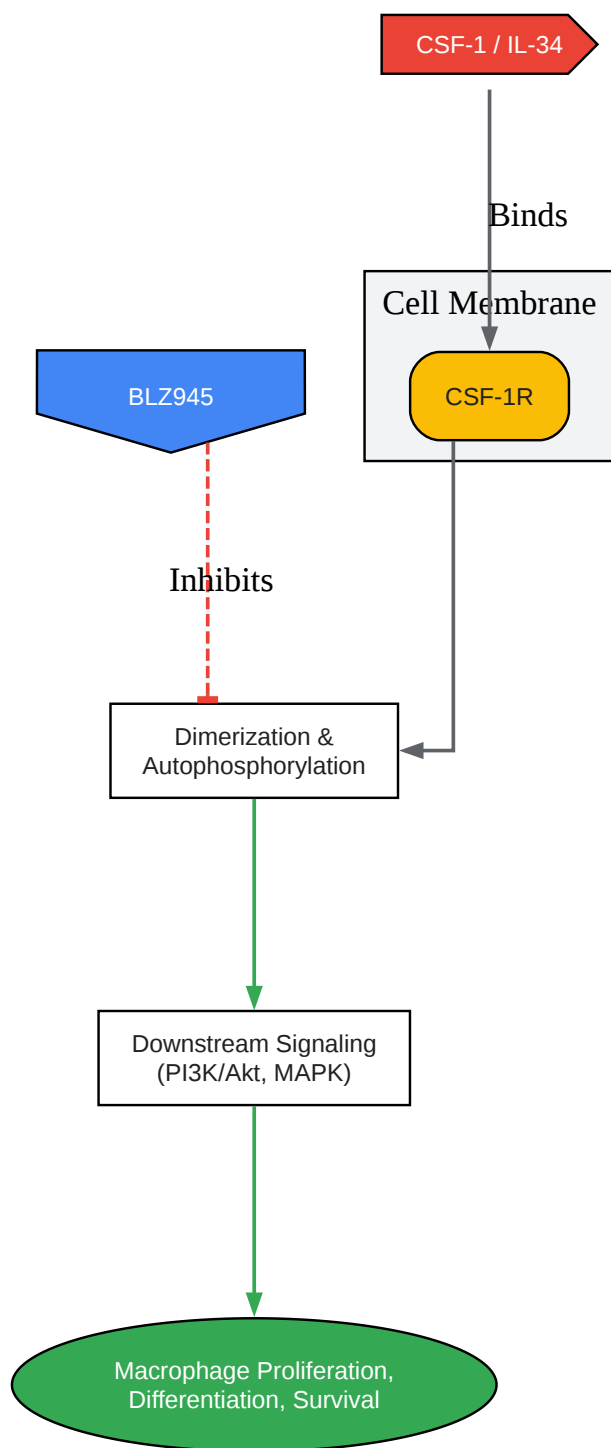 CSF-1 / IL-34
Binds
Cell Membrane
BLZ945
CSF-1R
Inhibits
Dimerization &
Autophosphorylation
Downstream Signaling
(PI3K/Akt, MAPK)
Macrophage Proliferation,
Differentiation, Survival